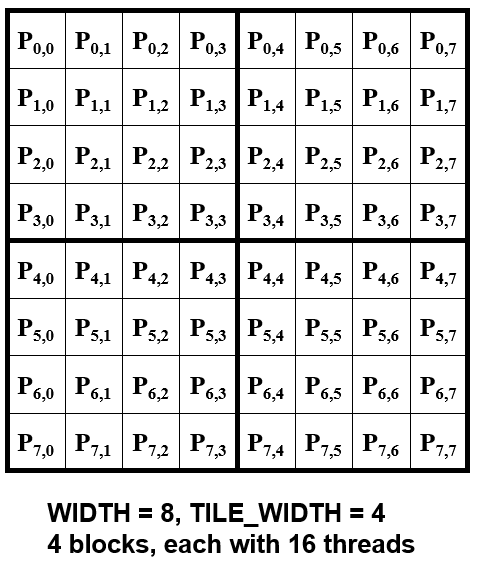 P0,0 P0,1 P0,2 P0,3 P0,4 P0,5 P0,6 P0,7
P1,0 P1,1 P1,2 P1,3 P1,4 P1,5 P1,6 P1,7
P2,0 P2,1 P2,2 P2,3 P2,4 P2,5 P2,6 P2,7
P3,0 P3,1 P3,2 P3,3 P3,4 P3,5 P3,6 P3,7
P4,0 P4,1 P4,2 P4,3 P4,4 P4,5 P4,6 P4,7
P5,0 P5,1 P5,2 P5,3 P5,4 P5,5 P5,6 P5,7
P6,0 P6,1 P6,2 P6,3 P6,4 P6,5 P6,6 P6,7
P7,0 P7,1 P7,2 P7,3 P7,4 P7,5 P7,6 P7,7
WIDTH = 8, TILE_WIDTH = 4
4 blocks, each with 16 threads